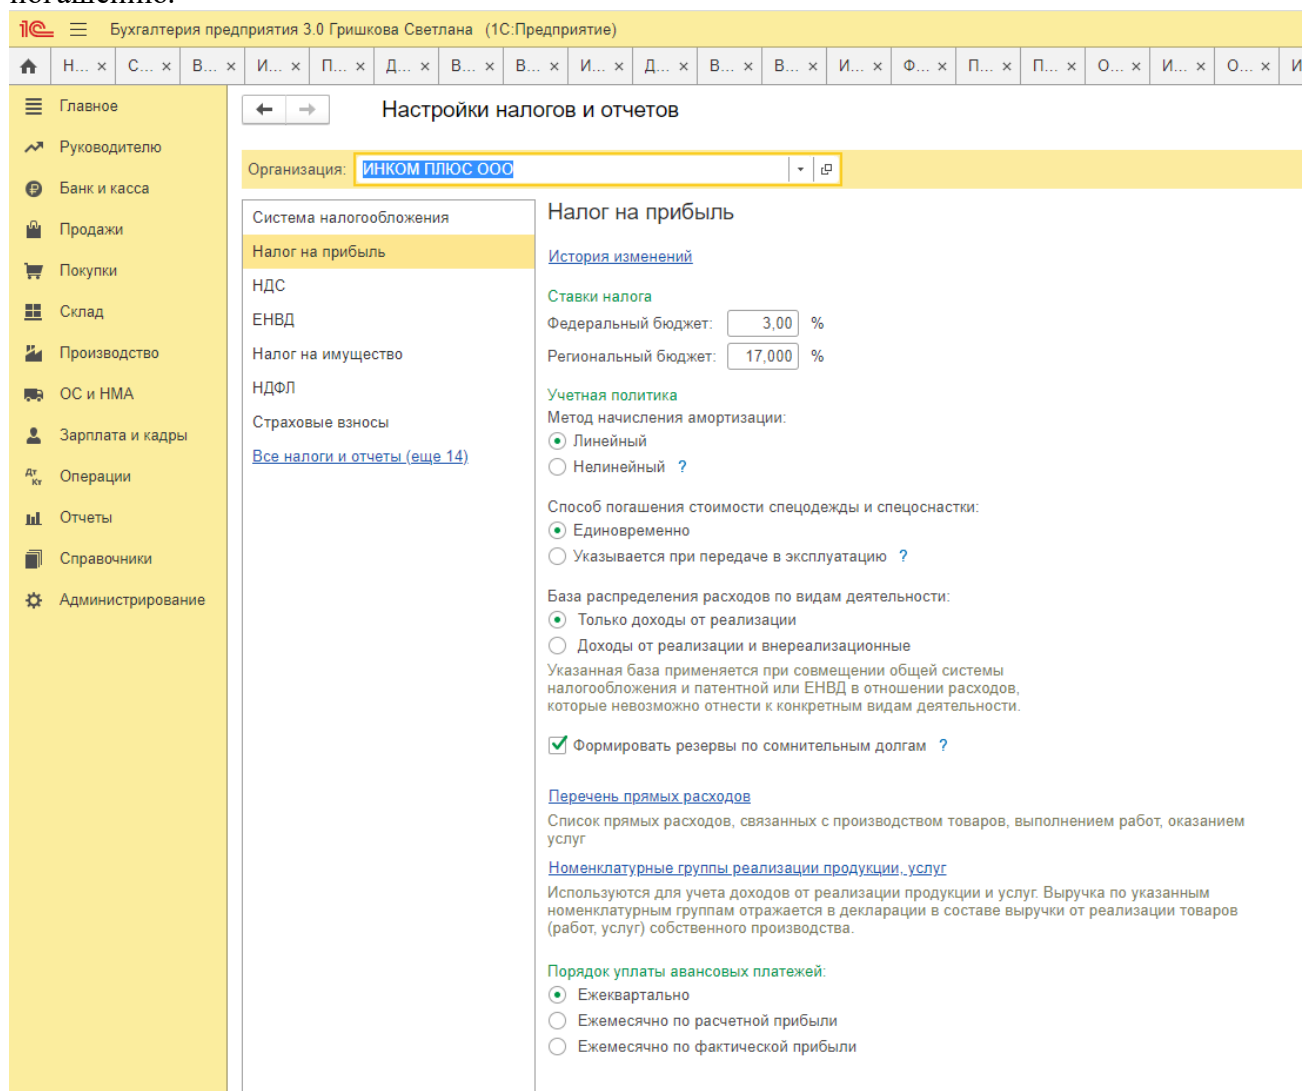 погашению.
1С Бухгалтерия предприятия 3.0 Гришкова Светлана (1С:Предприятие)
Н... × С... × В... × И... × П... × Д... × В... × В... × И... × Д... × В... × В... × И... × Ф... × П... × П... × О... × И... × О... × И
Главное
Руководителю
Банк и касса
Продажи
Покупки
Склад
Производство
ОС и НМА
Зарплата и кадры
Дт Кт Операции
Отчеты
Справочники
Администрирование
Настройки налогов и отчетов
Организация: ИНКОМ ПЛЮС ООО
Система налогообложения
Налог на прибыль
НДС
ЕНВД
Налог на имущество
НДФЛ
Страховые взносы
Все налоги и отчеты (еще 14)
Налог на прибыль
История изменений
Ставки налога
Федеральный бюджет: 3,00 %
Региональный бюджет: 17,000 %
Учетная политика
Метод начисления амортизации:
Линейный
Нелинейный ?
Способ погашения стоимости спецодежды и спецоснастки:
Единовременно
Указывается при передаче в эксплуатацию ?
База распределения расходов по видам деятельности:
Только доходы от реализации
Доходы от реализации и внереализационные
Указанная база применяется при совмещении общей системы
налогообложения и патентной или ЕНВД в отношении расходов,
которые невозможно отнести к конкретным видам деятельности.
Формировать резервы по сомнительным долгам ?
Перечень прямых расходов
Список прямых расходов, связанных с производством товаров, выполнением работ, оказанием
услуг
Номенклатурные группы реализации продукции, услуг
Используются для учета доходов от реализации продукции и услуг. Выручка по указанным
номенклатурным группам отражается в декларации в составе выручки от реализации товаров
(работ, услуг) собственного производства.
Порядок уплаты авансовых платежей:
Ежеквартально
Ежемесячно по расчетной прибыли
Ежемесячно по фактической прибыли